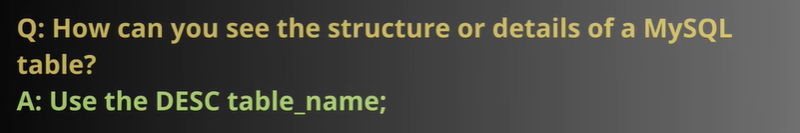 Q: How can you see the structure or details of a MySQL
table?
A: Use the DESC table_name;